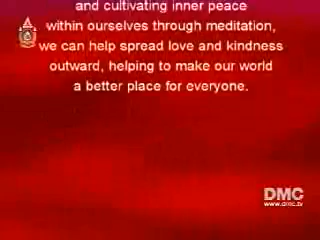 and cultivating inner peace
within ourselves through meditation,
we can help spread love and kindness
outward, helping to make our world
a better place for everyone.
DMC
www.dmc.tv